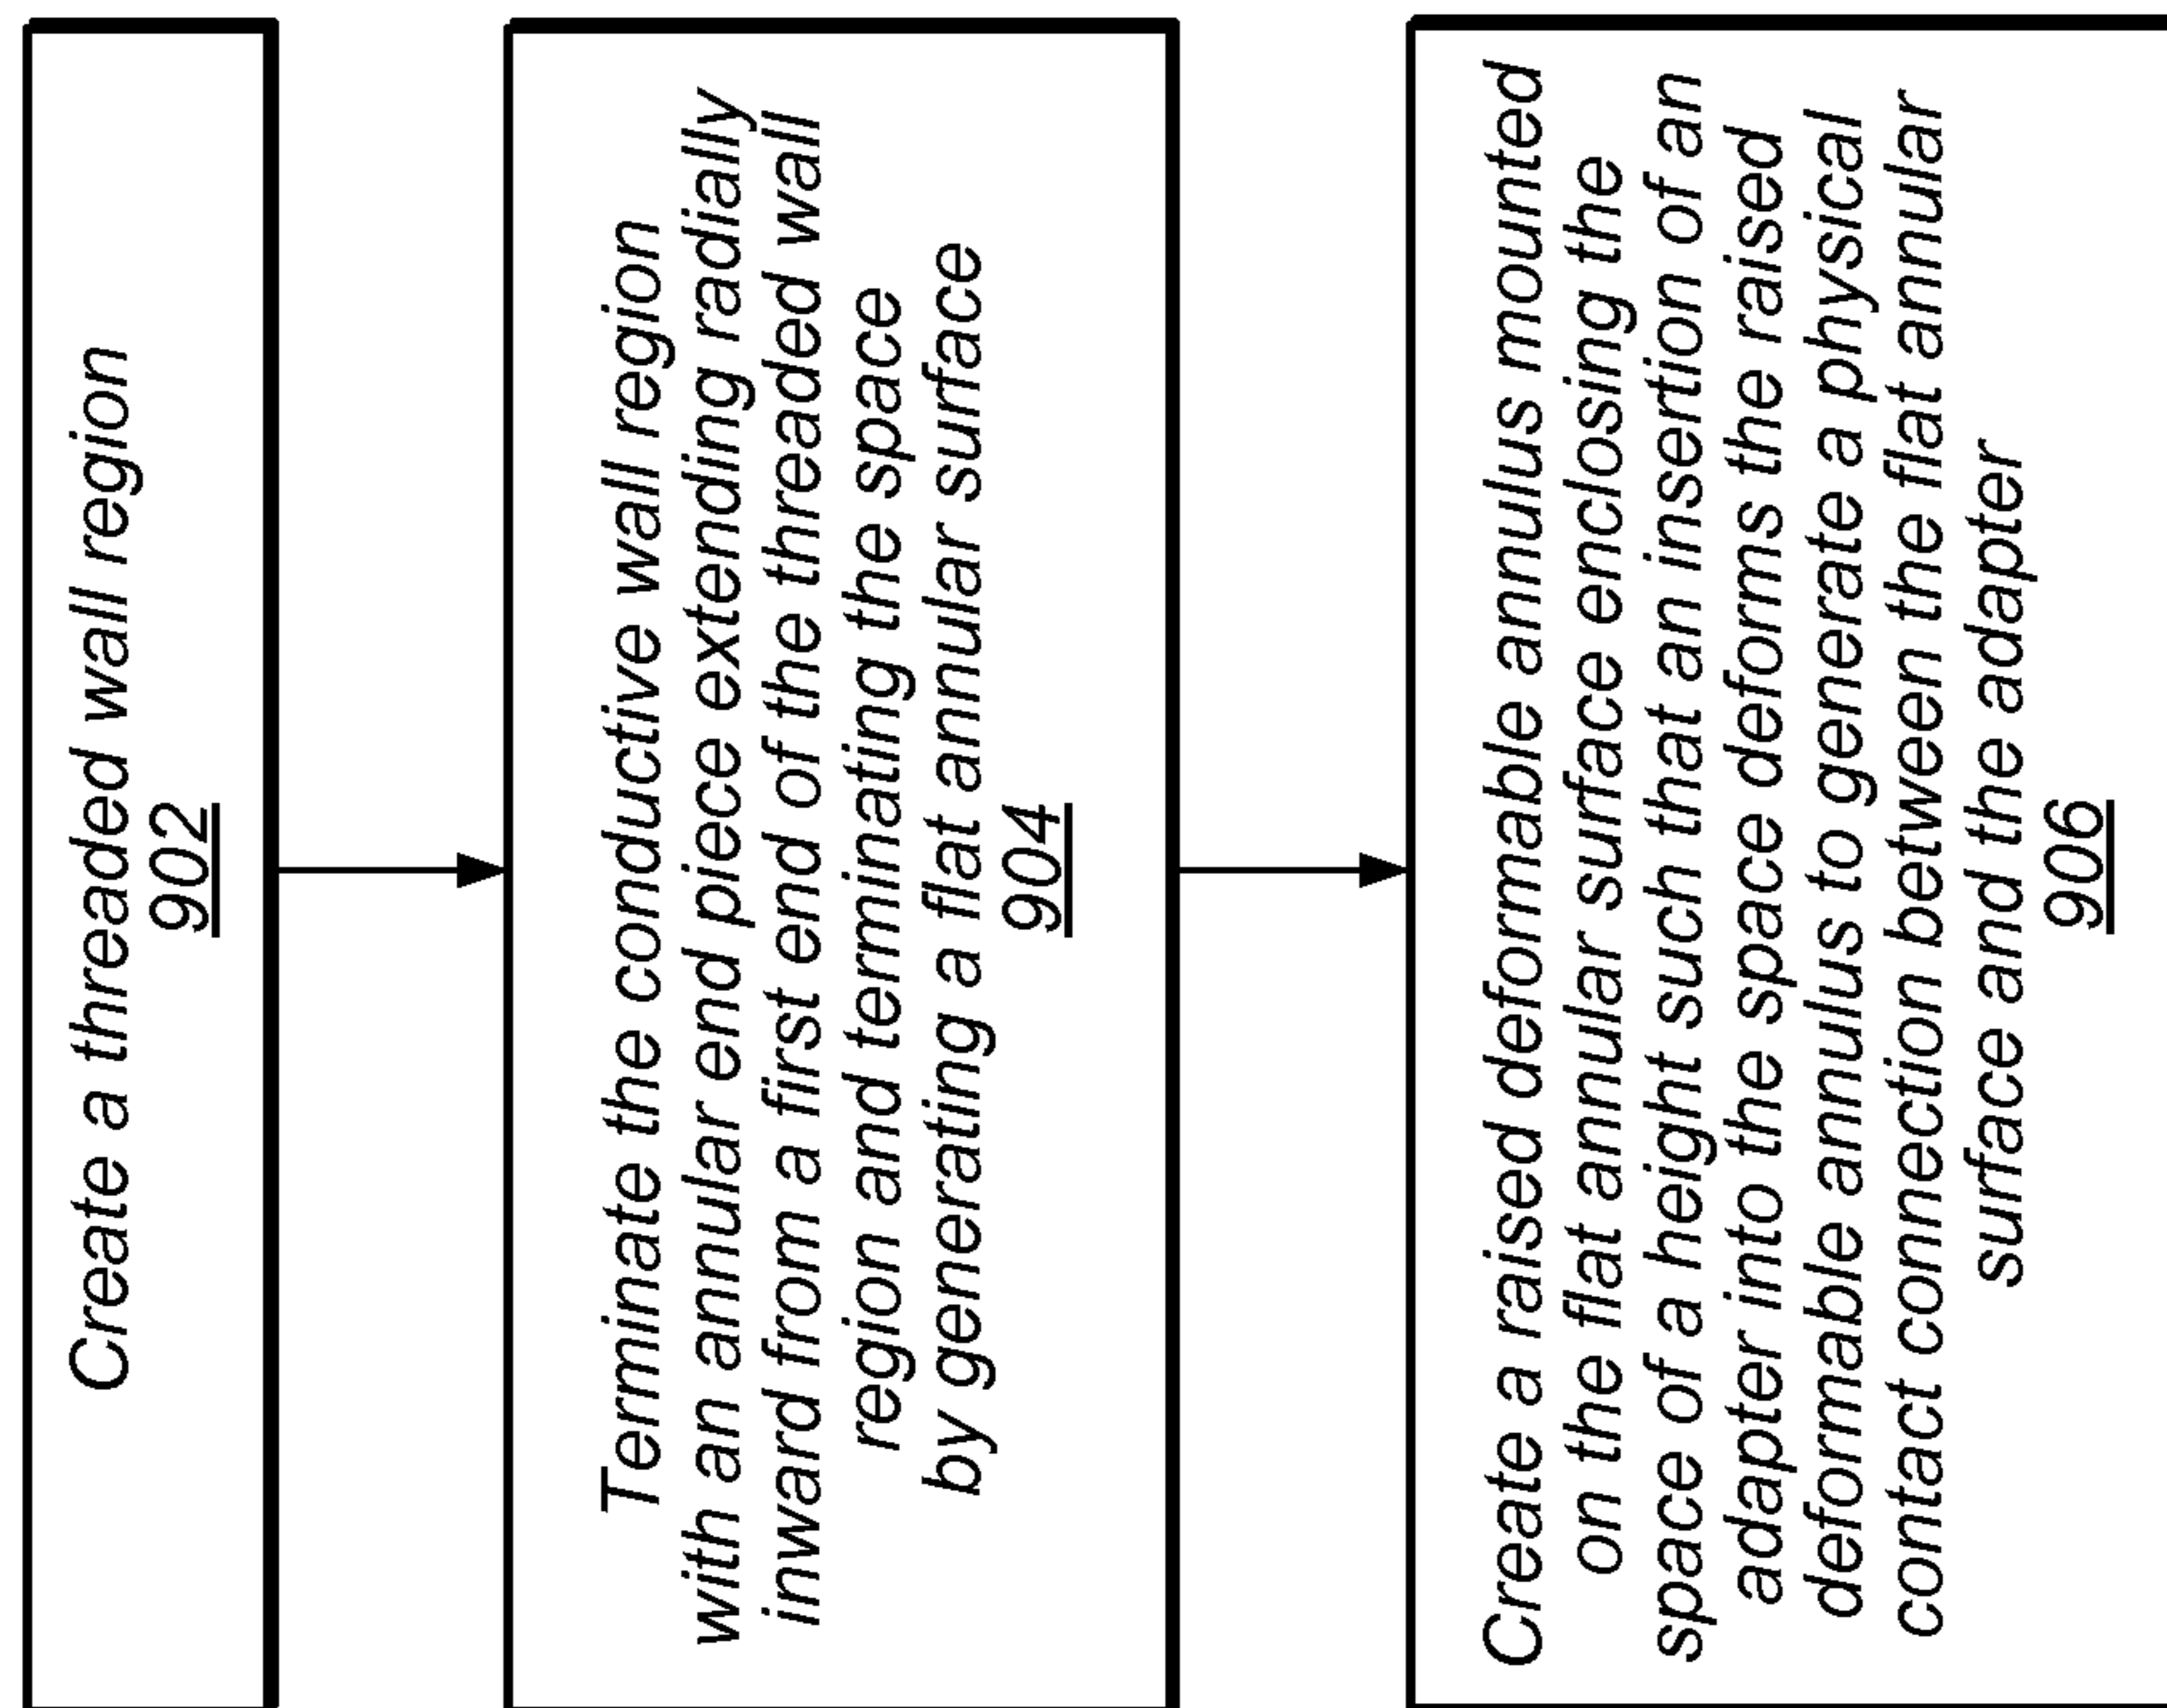 Create a threaded wall region
902
Terminate the conductive wall region
with an annular end piece extending radially
inward from a first end of the threaded wall
region and terminating the space
by generating a flat annular surface
904
Create a raised deformable annulus mounted
on the flat annular surface enclosing the
space of a height such that an insertion of an
adapter into the space deforms the raised
deformable annulus to generate a physical
contact connection between the flat annular
surface and the adapter
906